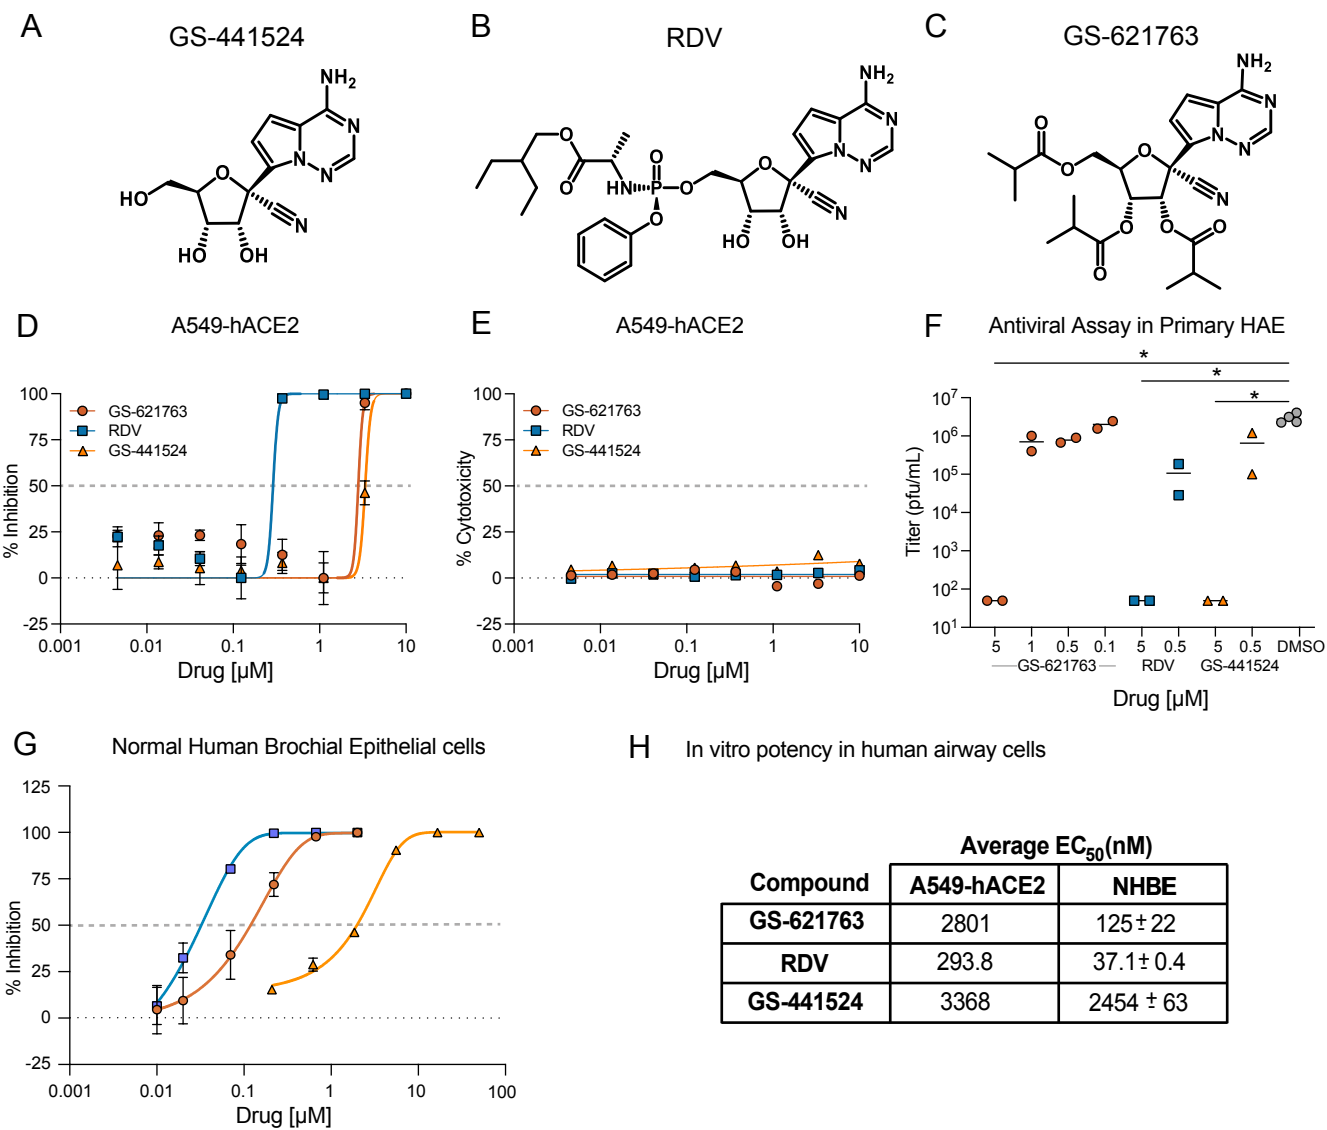 A GS-441524
NH2
N
N
N
O
HO
N
HO OH
B RDV
NH2
O
N
O
O
O
N
N
HN P O
N
O
HO OH
C GS-621763
NH2
O
N
O
N
N
O
N
O O O
O
D A549-hACE2
100
75
50
25
0
-25
% Inhibition
GS-621763
RDV
GS-441524
0.001 0.01 0.1 1 10
Drug [µM]
E A549-hACE2
100
75
50
25
0
-25
% Cytotoxicity
GS-621763
RDV
GS-441524
0.001 0.01 0.1 1 10
Drug [µM]
F Antiviral Assay in Primary HAE
*
*
*
10^7
10^6
10^5
10^4
10^3
10^2
10^1
Titer (pfu/mL)
5 1 0.5 0.1 5 0.5 5 0.5 DMSO
GS-621763 RDV GS-441524
Drug [µM]
G Normal Human Brochial Epithelial cells
125
100
75
50
25
0
-25
% Inhibition
0.001 0.01 0.1 1 10 100
Drug [µM]
H In vitro potency in human airway cells
Average EC50(nM)
Compound A549-hACE2 NHBE
GS-621763 2801 125 ± 22
RDV 293.8 37.1 ± 0.4
GS-441524 3368 2454 ± 63